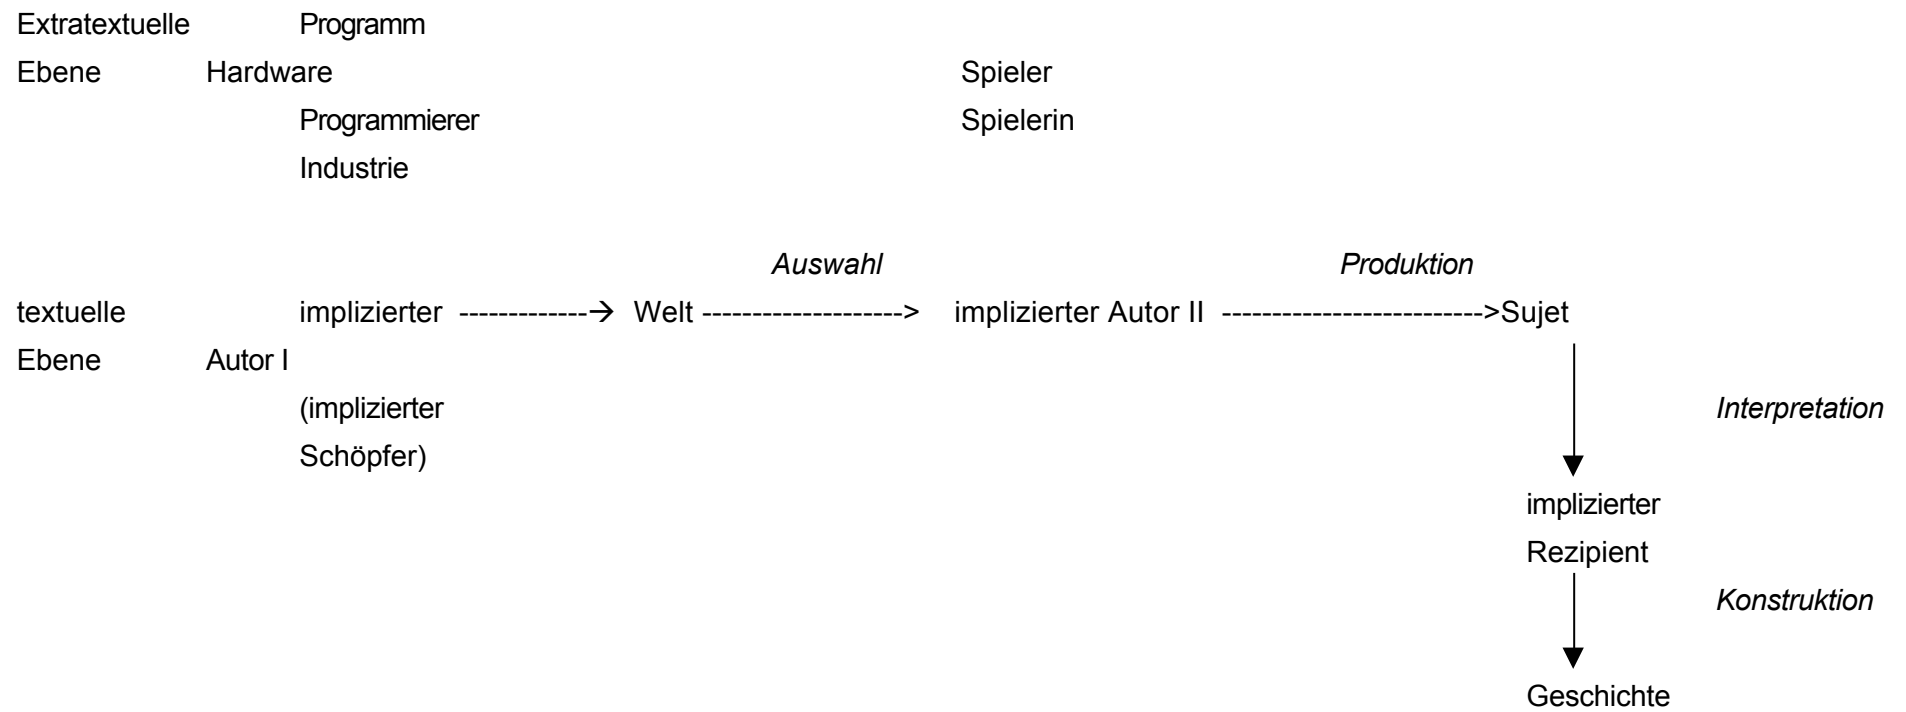 Extratextuelle Programm
Ebene Hardware Spieler
Programmierer Spielerin
Industrie
Auswahl Produktion
textuelle implizierter -------------→ Welt --------------------> implizierter Autor II -------------------------->Sujet
Ebene Autor I
(implizierter Interpretation
Schöpfer)
implizierter
Rezipient
Konstruktion
Geschichte